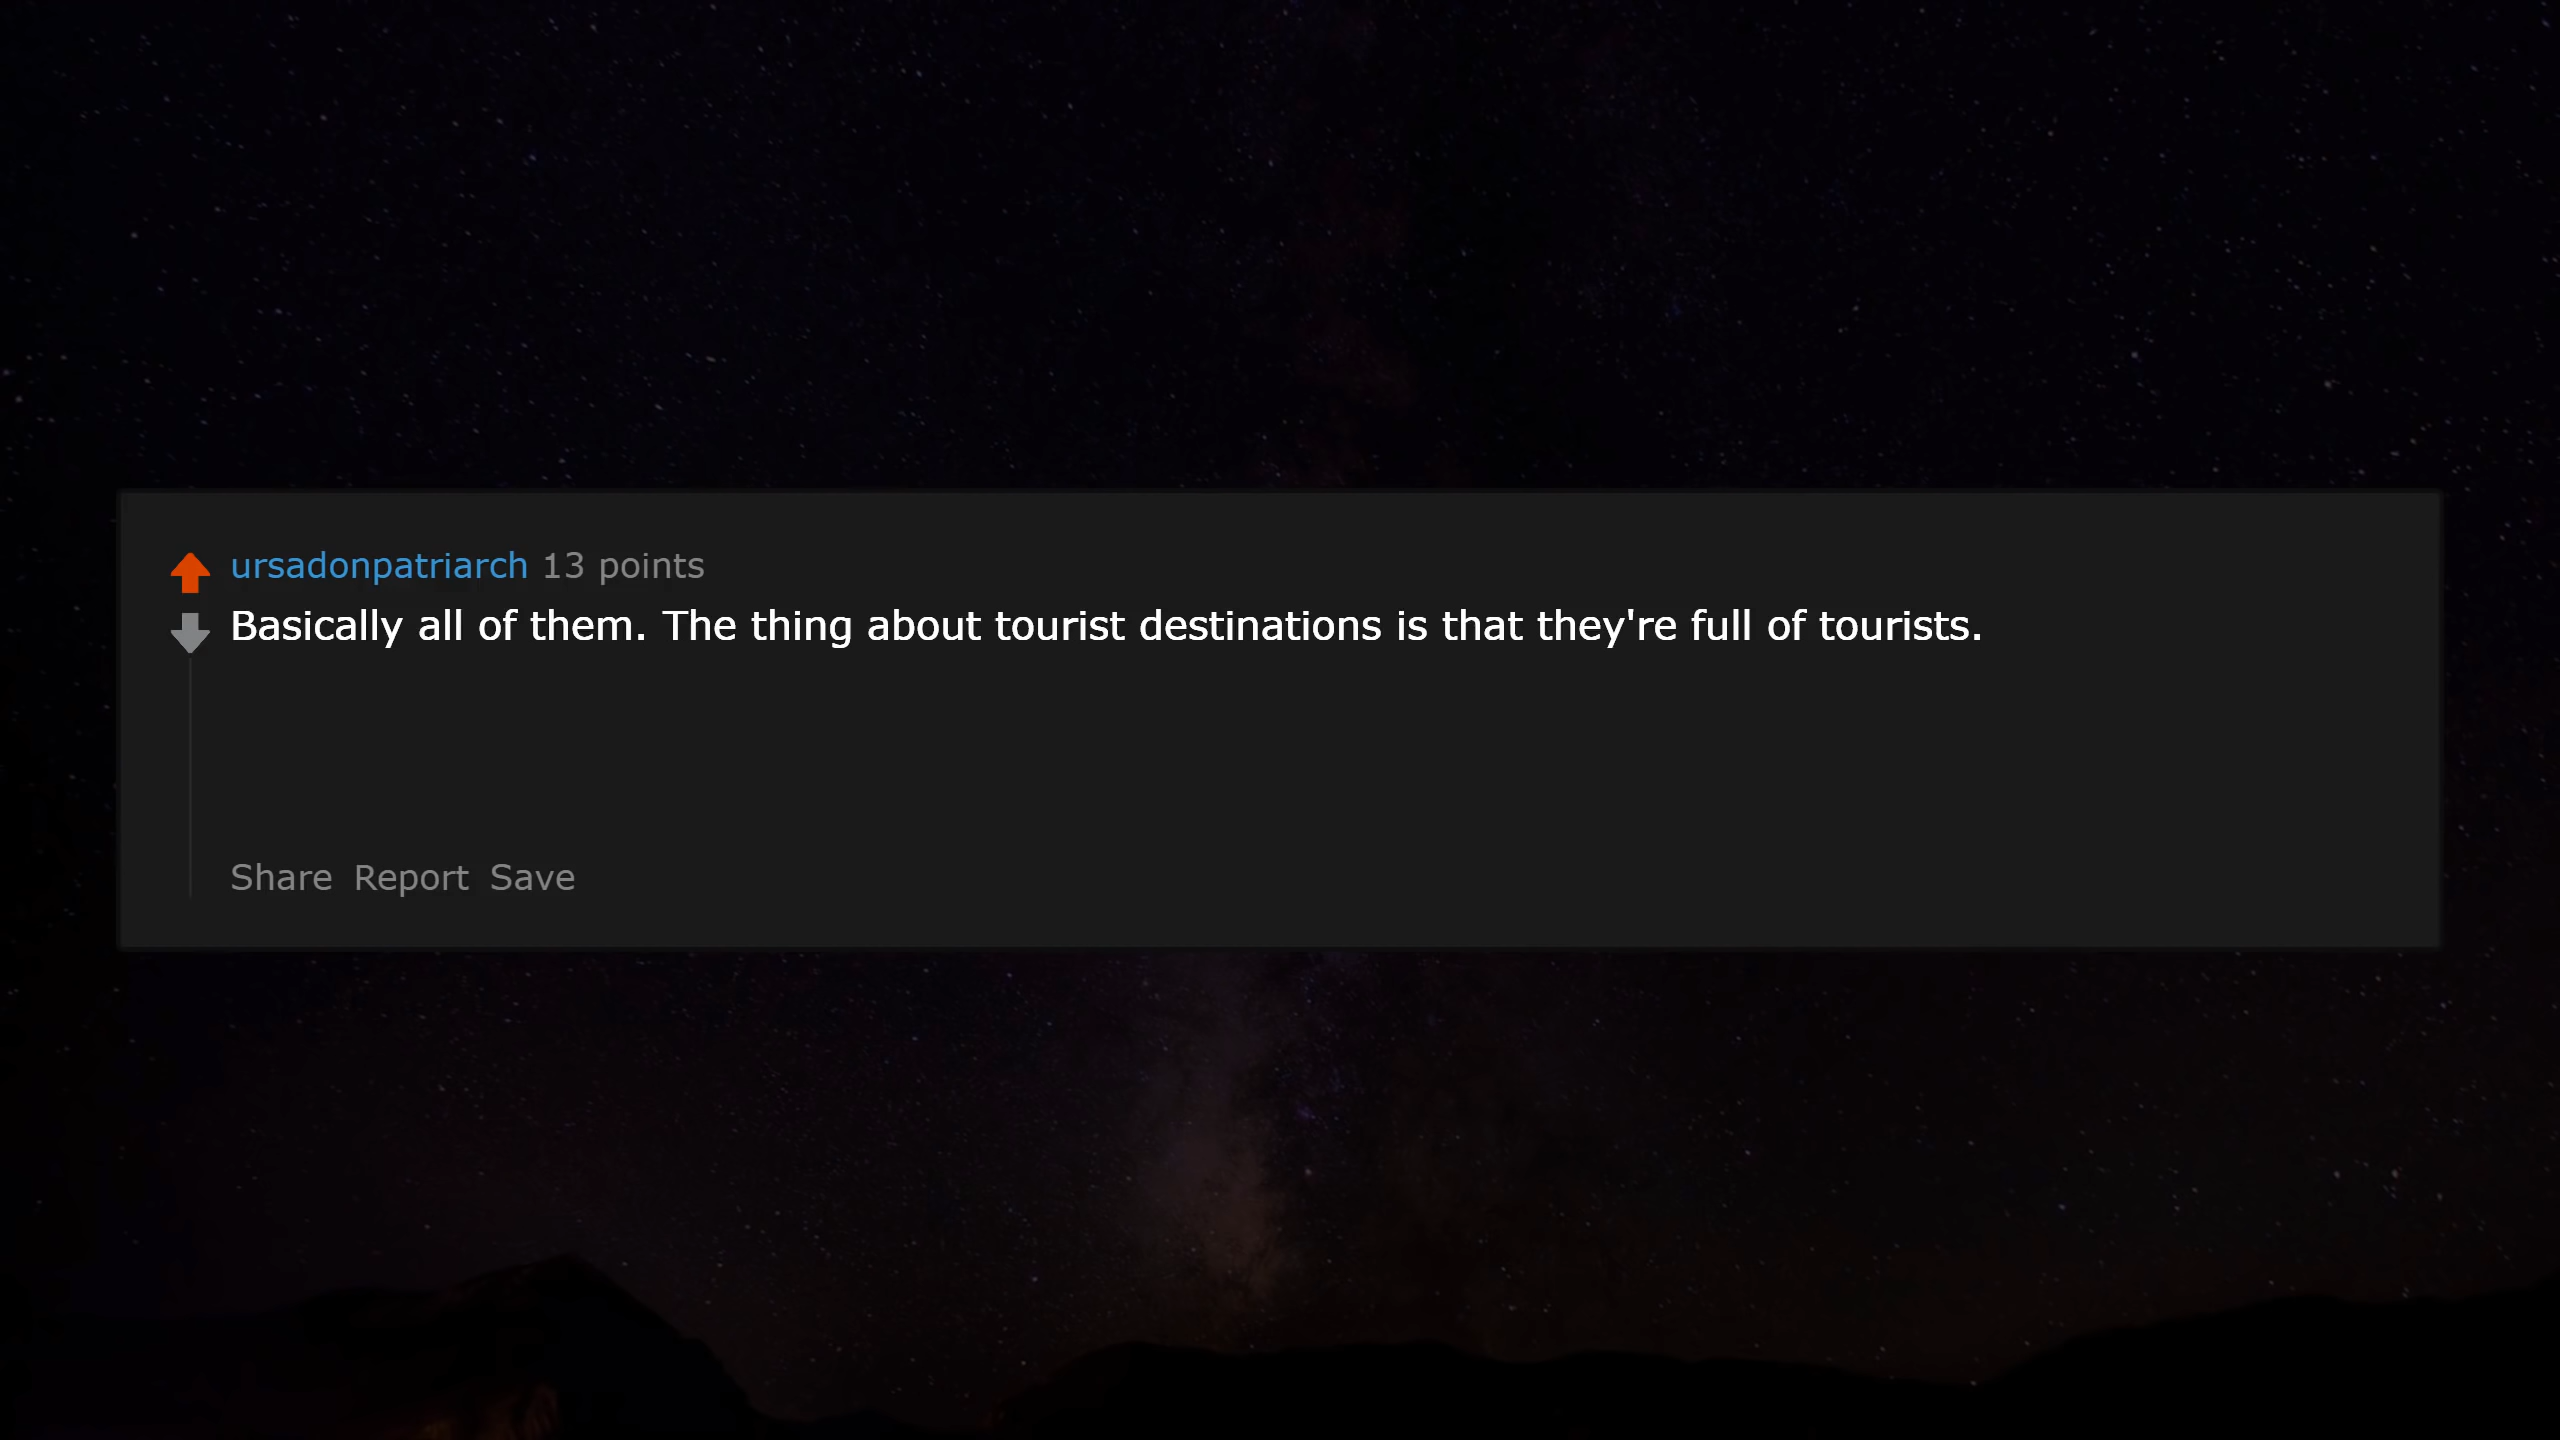 ursadonpatriarch 13 points
Basically all of them. The thing about tourist destinations is that they're full of tourists.
Share Report Save